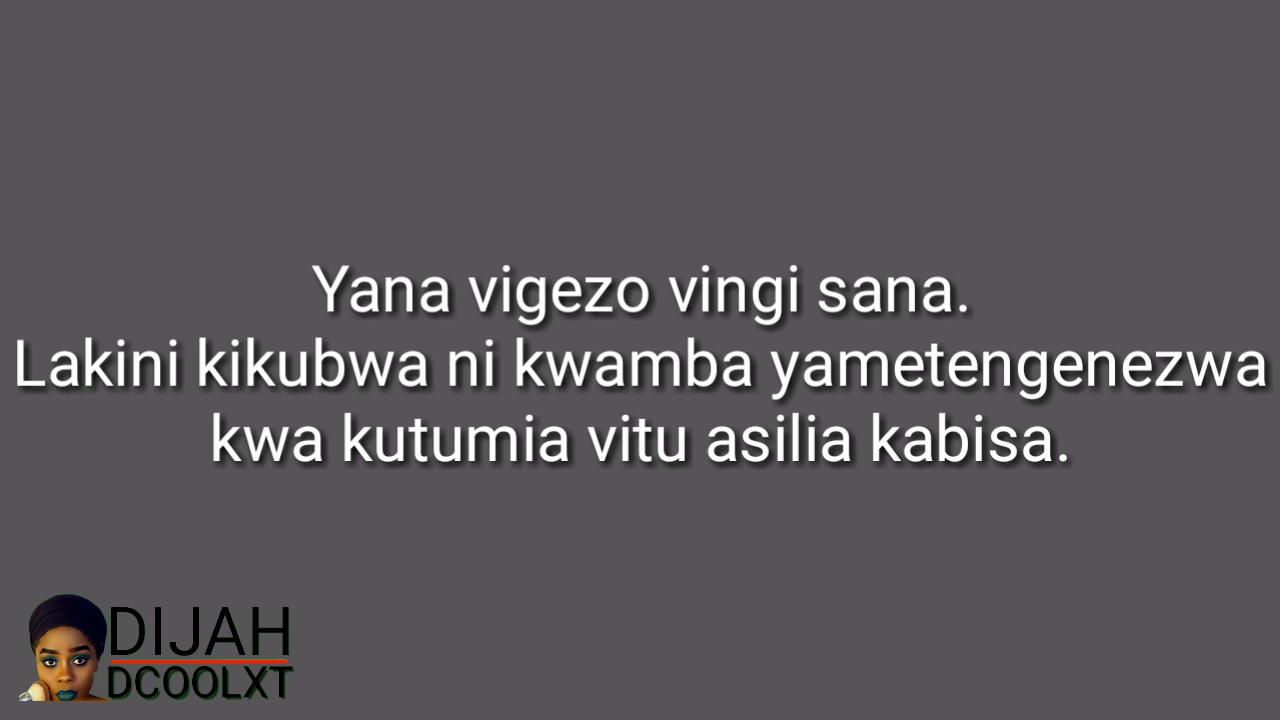 Yana vigezo vingi sana.
Lakini kikubwa ni kwamba yametengenezwa
kwa kutumia vitu asilia kabisa.
DIJAH
DCOOLXT